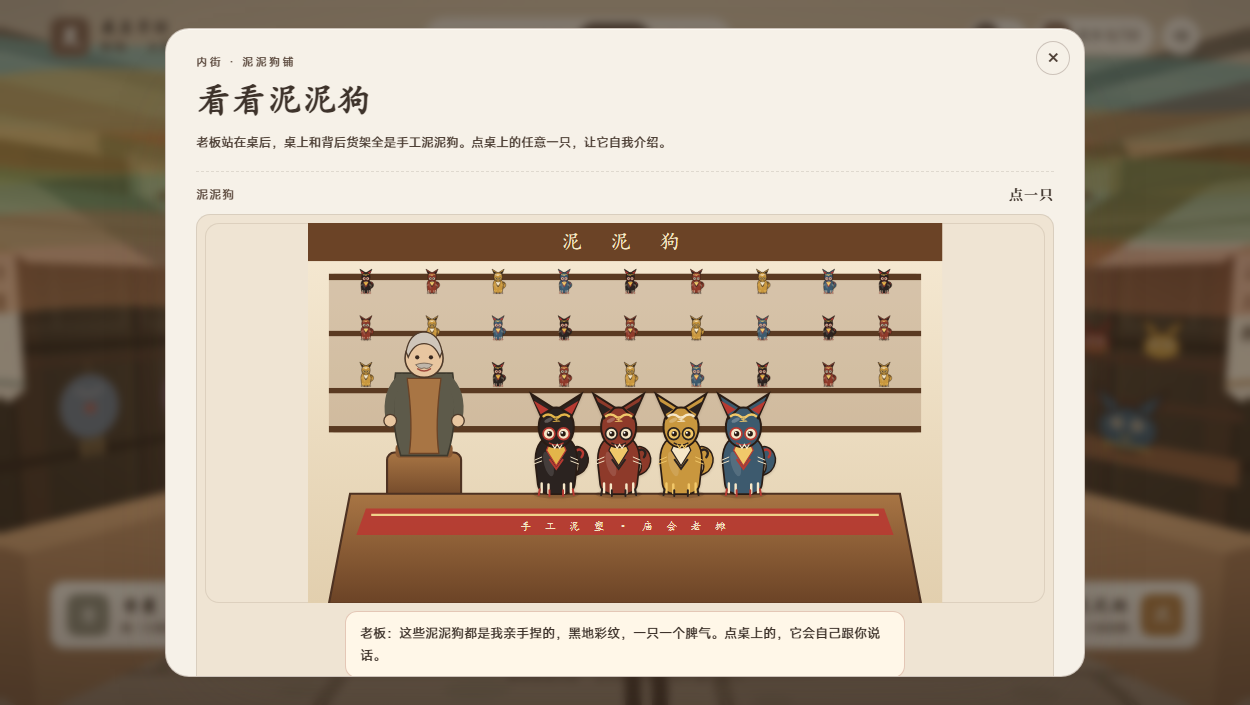 内街 · 泥泥狗铺
看看泥泥狗
老板站在桌后，桌上和背后货架全是手工泥泥狗。点桌上的任意一只，让它自我介绍。
泥泥狗
点一只
泥 泥 狗
手 工 泥 塑 · 庙 会 老 摊
老板：这些泥泥狗都是我亲手捏的，黑地彩纹，一只一个脾气。点桌上的，它会自己跟你说
话。